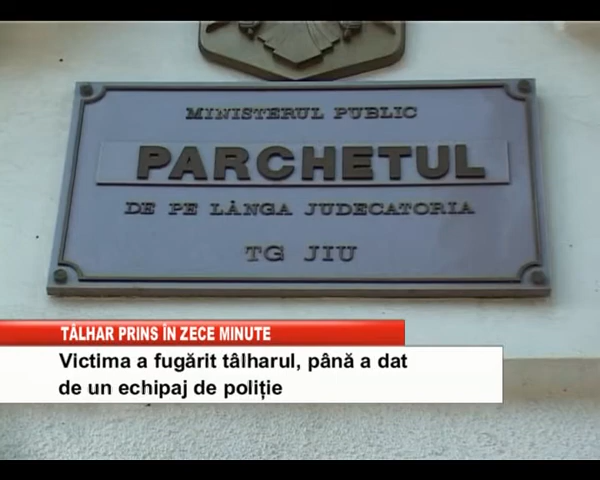 MINISTERUL PUBLIC
PARCHETUL
DE PE LÂNGA JUDECATORIA
TG JIU
TÂLHAR PRINS ÎN ZECE MINUTE
Victima a fugărit tâlharul, până a dat
de un echipaj de poliție